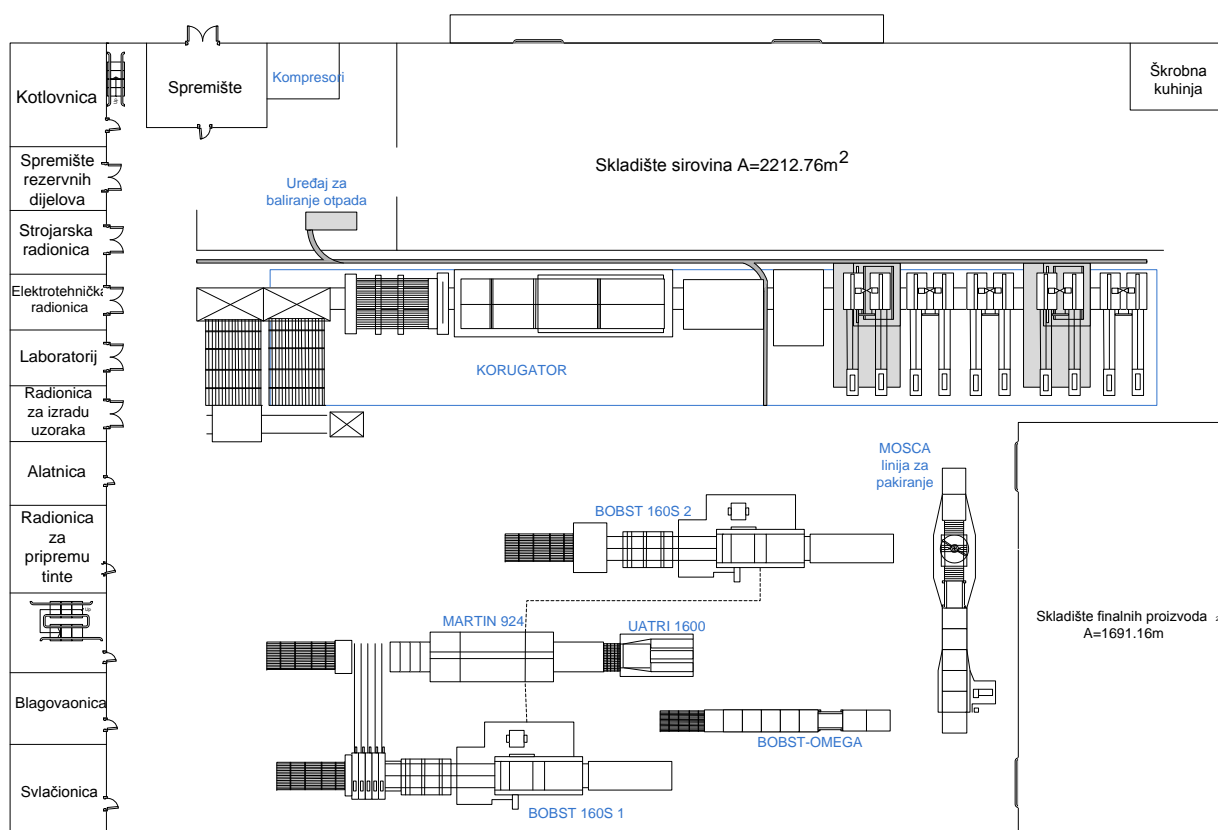 Kotlovnica
Up
Spremište
Kompresori
Škrobna
kuhinja
Spremište
rezervnih
dijelova
Skladište sirovina A=2212.76m²
Uređaj za
baliranje otpada
Strojarska
radionica
Elektrotehnička
radionica
Laboratorij
KORUGATOR
Radionica
za izradu
uzoraka
Alatnica
MOSCA
linija za
pakiranje
Radionica
za
pripremu
tinte
BOBST 160S 2
Up
MARTIN 924
UATRI 1600
Skladište finalnih proizvoda
A=1691.16m
Blagovaonica
BOBST-OMEGA
Svlačionica
BOBST 160S 1